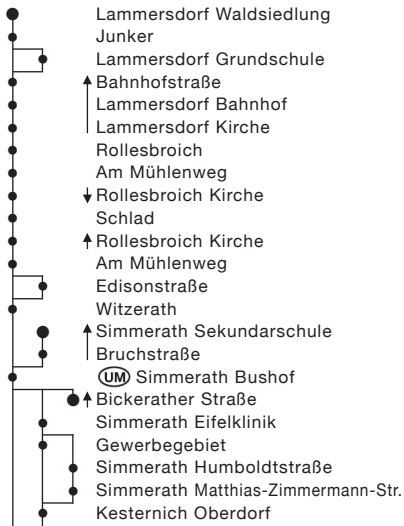 Lammersdorf Waldsiedlung
Junker
Lammersdorf Grundschule
Bahnhofstraße
Lammersdorf Bahnhof
Lammersdorf Kirche
Rollesbroich
Am Mühlenweg
Rollesbroich Kirche
Schlad
Rollesbroich Kirche
Am Mühlenweg
Edisonstraße
Witzerath
Simmerath Sekundarschule
Bruchstraße
UM Simmerath Bushof
Bickerather Straße
Simmerath Eifelklinik
Gewerbegebiet
Simmerath Humboldtstraße
Simmerath Matthias-Zimmermann-Str.
Kesternich Oberdorf